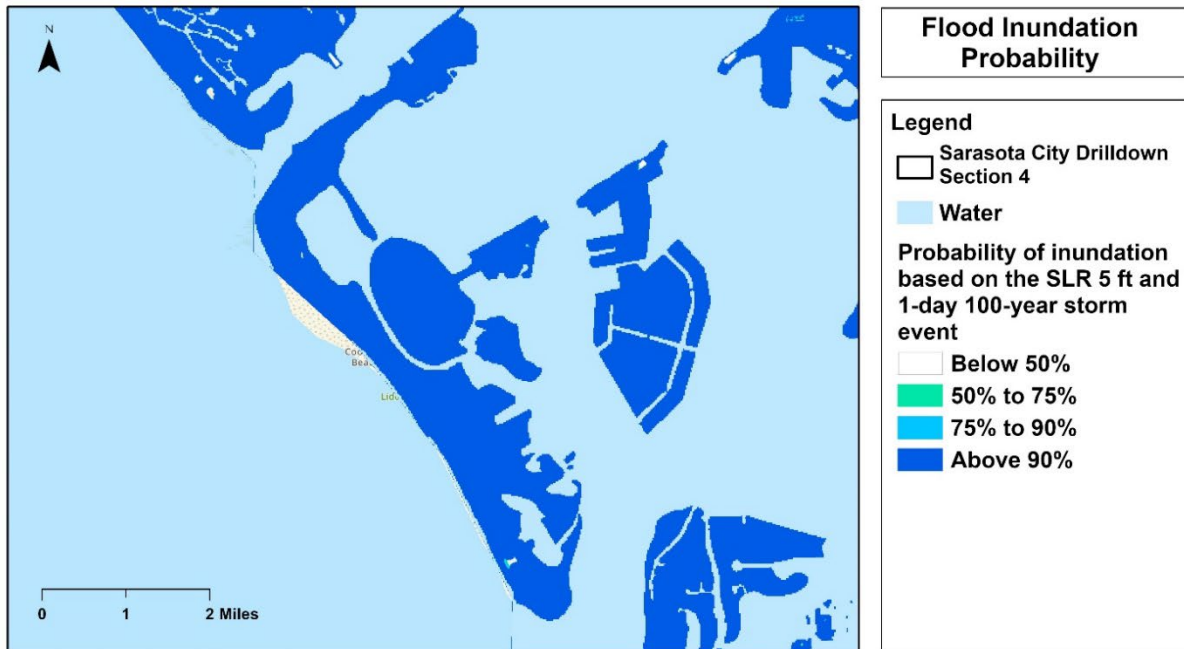 N
Flood Inundation
Probability
Legend
Sarasota City Drilldown
Section 4
Water
Probability of inundation
based on the SLR 5 ft and
1-day 100-year storm
event
Below 50%
50% to 75%
75% to 90%
Above 90%
0 1 2 Miles